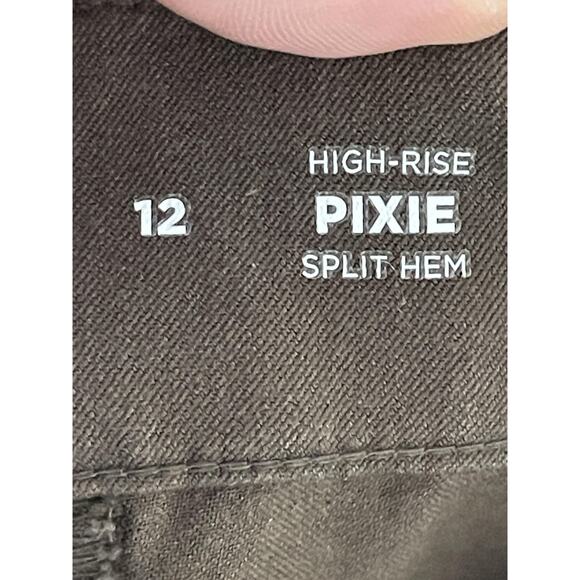 12
HIGH-RISE
PIXIE
SPLIT HEM